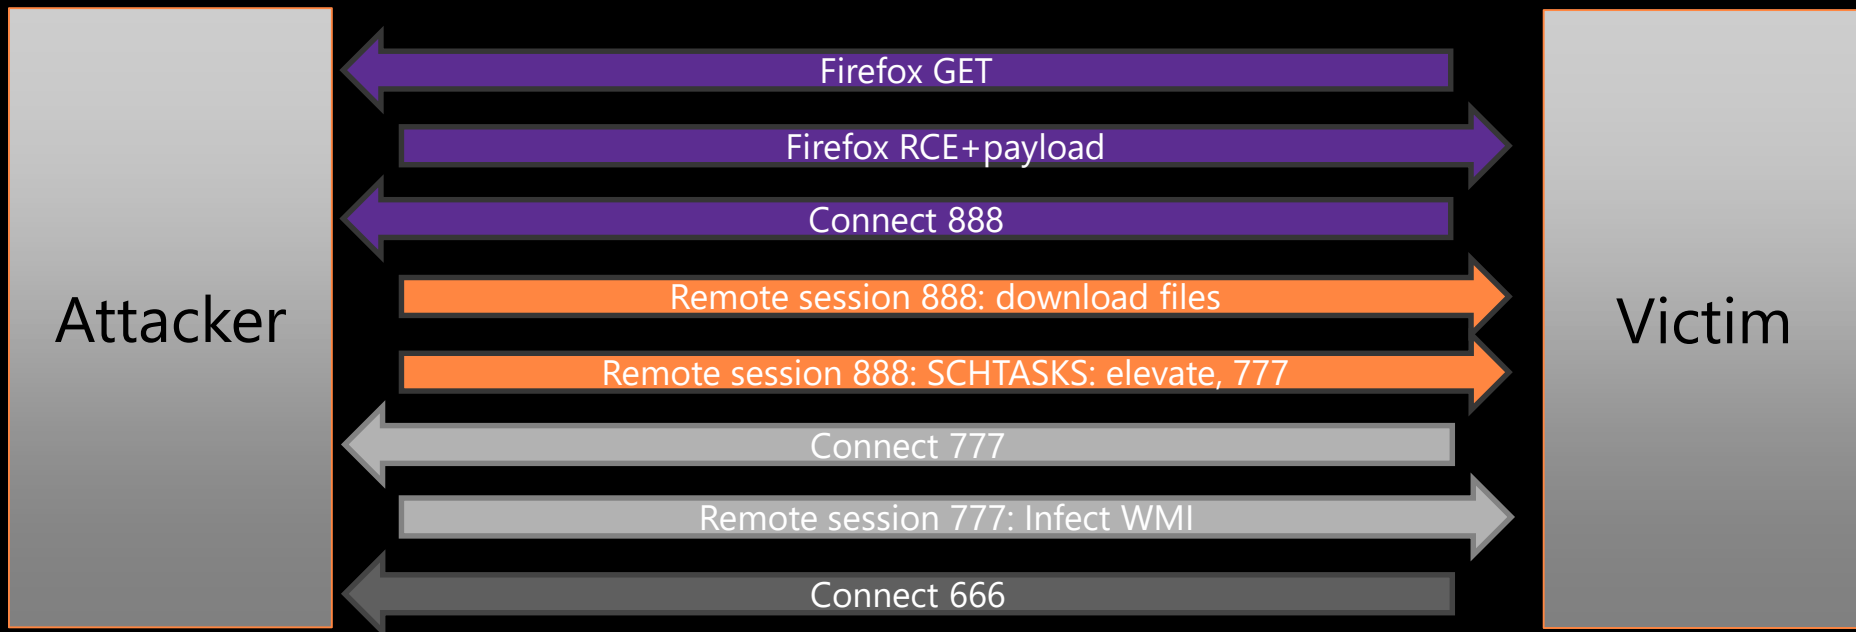 Firefox GET
Firefox RCE+payload
Connect 888
Remote session 888: download files
Attacker
Victim
Remote session 888: SCHTASKS: elevate, 777
Connect 777
Remote session 777: Infect WMI
Connect 666